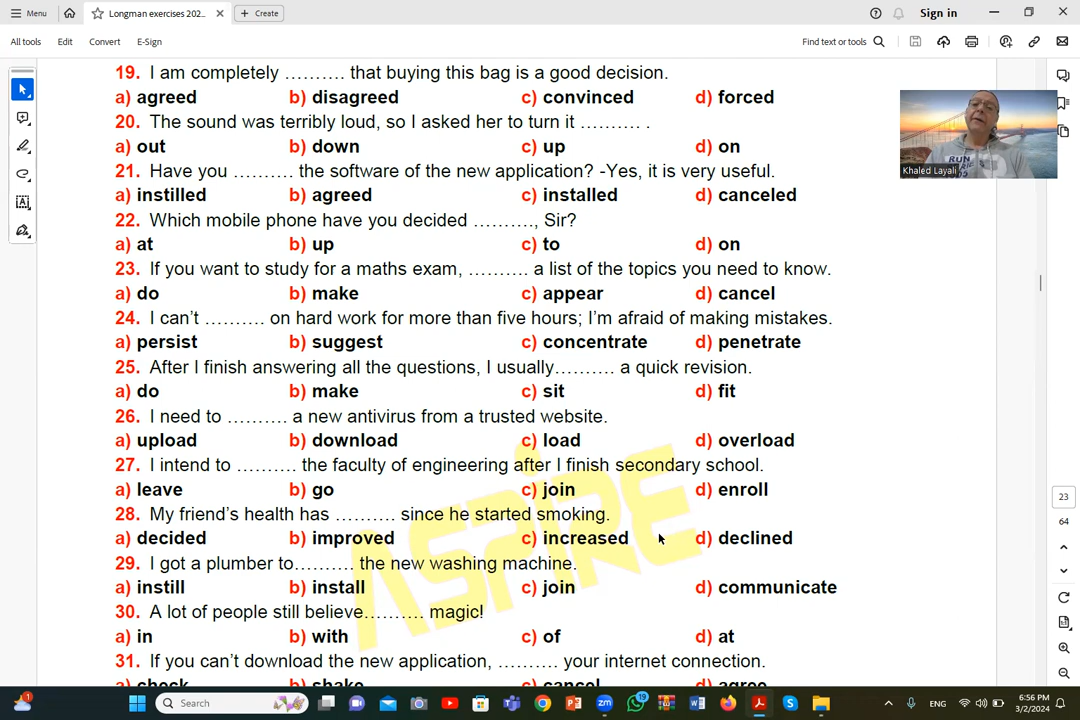 Menu
Longman exercises 202...
Create
Sign in
All tools
Edit
Convert
E-Sign
Find text or tools
19. I am completely ………. that buying this bag is a good decision.
a) agreed b) disagreed c) convinced d) forced
20. The sound was terribly loud, so I asked her to turn it ………. .
a) out b) down c) up d) on
21. Have you ………. the software of the new application? -Yes, it is very useful.
a) instilled b) agreed c) installed d) canceled
22. Which mobile phone have you decided ………., Sir?
a) at b) up c) to d) on
23. If you want to study for a maths exam, ………. a list of the topics you need to know.
a) do b) make c) appear d) cancel
24. I can't ………. on hard work for more than five hours; I'm afraid of making mistakes.
a) persist b) suggest c) concentrate d) penetrate
25. After I finish answering all the questions, I usually………. a quick revision.
a) do b) make c) sit d) fit
26. I need to ………. a new antivirus from a trusted website.
a) upload b) download c) load d) overload
27. I intend to ………. the faculty of engineering after I finish secondary school.
a) leave b) go c) join d) enroll
28. My friend's health has ………. since he started smoking.
a) decided b) improved c) increased d) declined
29. I got a plumber to………. the new washing machine.
a) instill b) install c) join d) communicate
30. A lot of people still believe………. magic!
a) in b) with c) of d) at
31. If you can't download the new application, ………. your internet connection.
a) check b) shake c) cancel d) agree
ASPIRE
RUN
Khaled Layali
23
64
1
Search
19
ENG
6:56 PM
3/2/2024